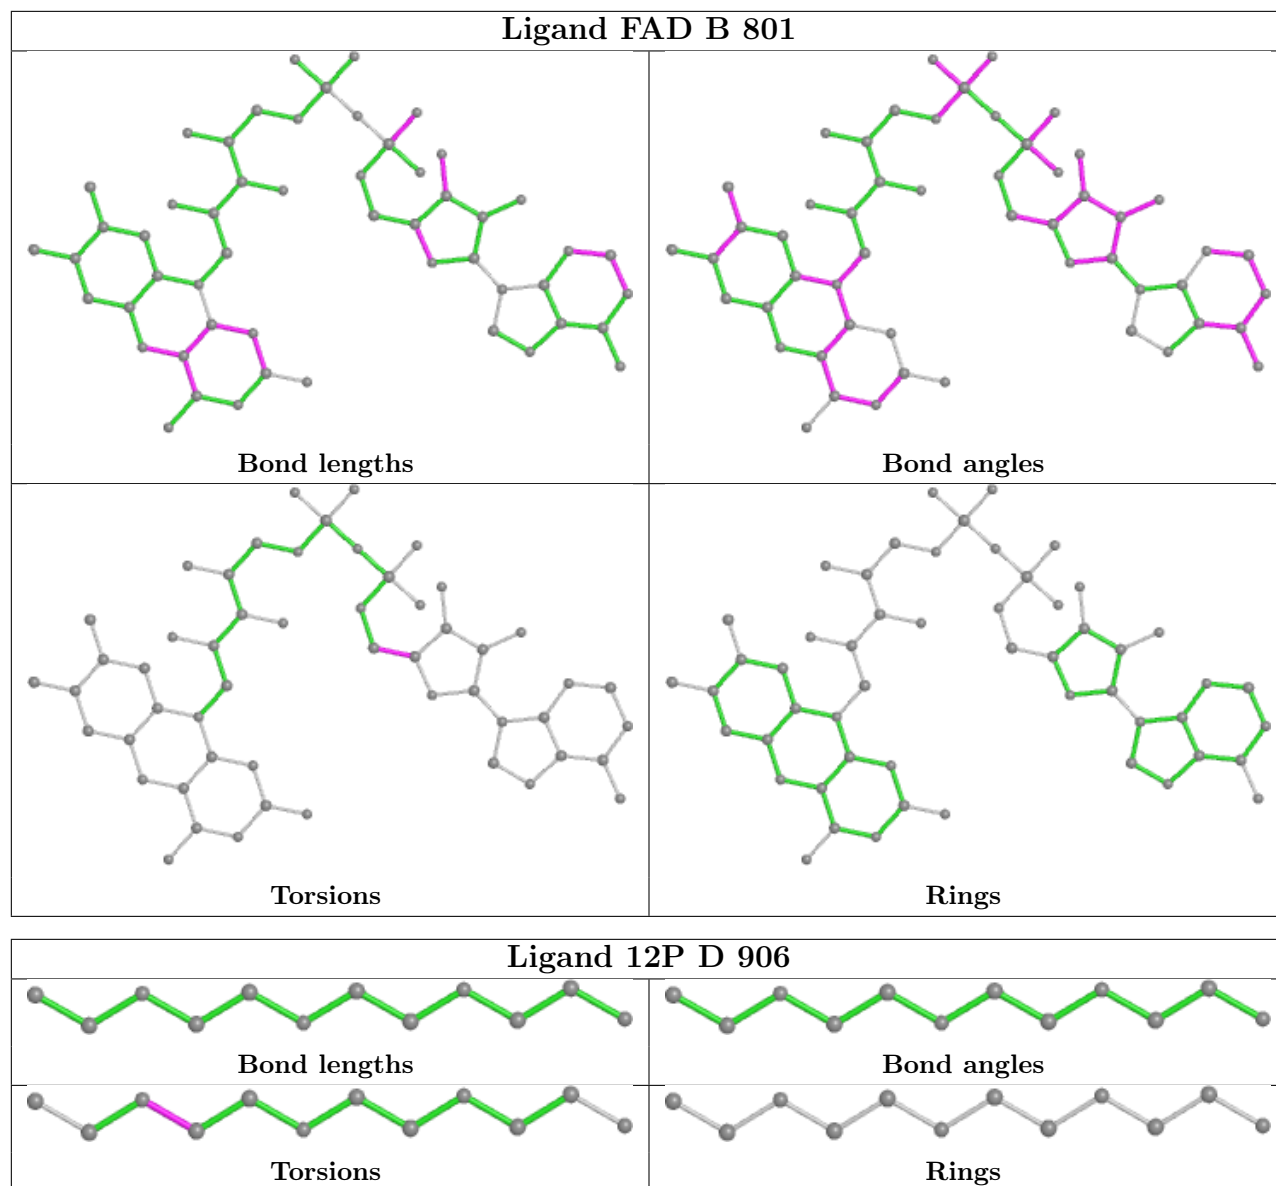 Ligand FAD B 801
Bond lengths
Bond angles
Torsions
Rings
Ligand 12P D 906
Bond lengths
Bond angles
Torsions
Rings